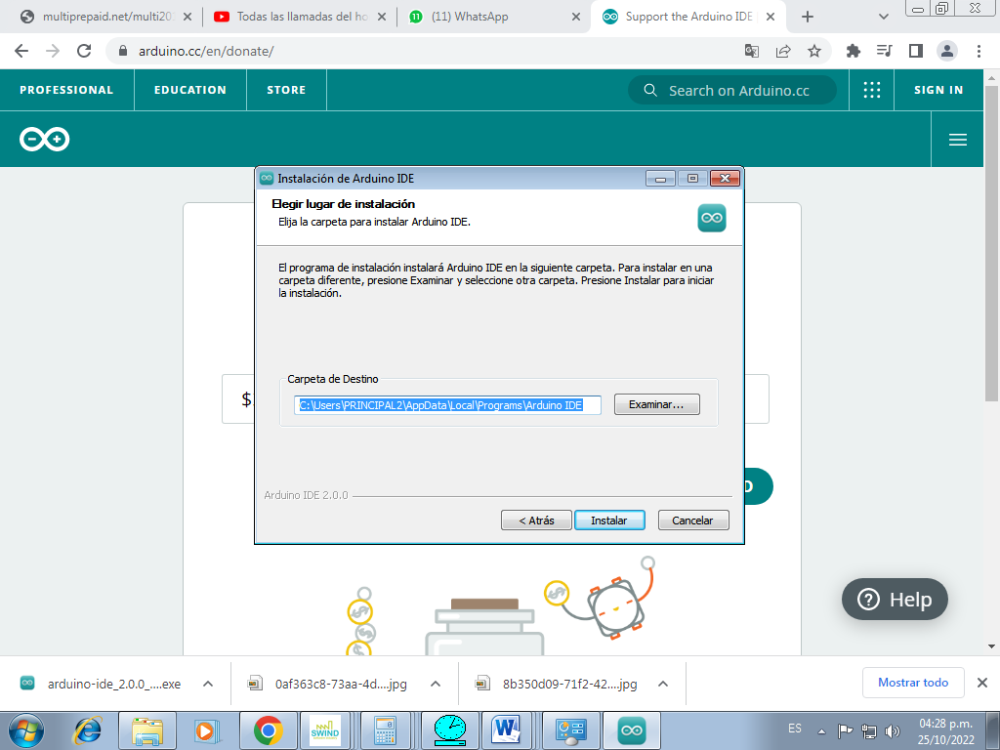 multiprepaid.net/multi20
Todas las llamadas del ho
11
(11) WhatsApp
Support the Arduino IDE
arduino.cc/en/donate/
PROFESSIONAL
EDUCATION
STORE
Search on Arduino.cc
SIGN IN
Instalación de Arduino IDE
Elegir lugar de instalación
Elija la carpeta para instalar Arduino IDE.
El programa de instalación instalará Arduino IDE en la siguiente carpeta. Para instalar en una
carpeta diferente, presione Examinar y seleccione otra carpeta. Presione Instalar para iniciar
la instalación.
Carpeta de Destino
$
C:\Users\PRINCIPAL2\AppData\Local\Programs\Arduino IDE
Examinar...
Arduino IDE 2.0.0
< Atrás
Instalar
Cancelar
Help
arduino-ide_2.0.0_....exe
0af363c8-73aa-4d....jpg
8b350d09-71f2-42....jpg
Mostrar todo
SWIND
ES
04:28 p.m.
25/10/2022